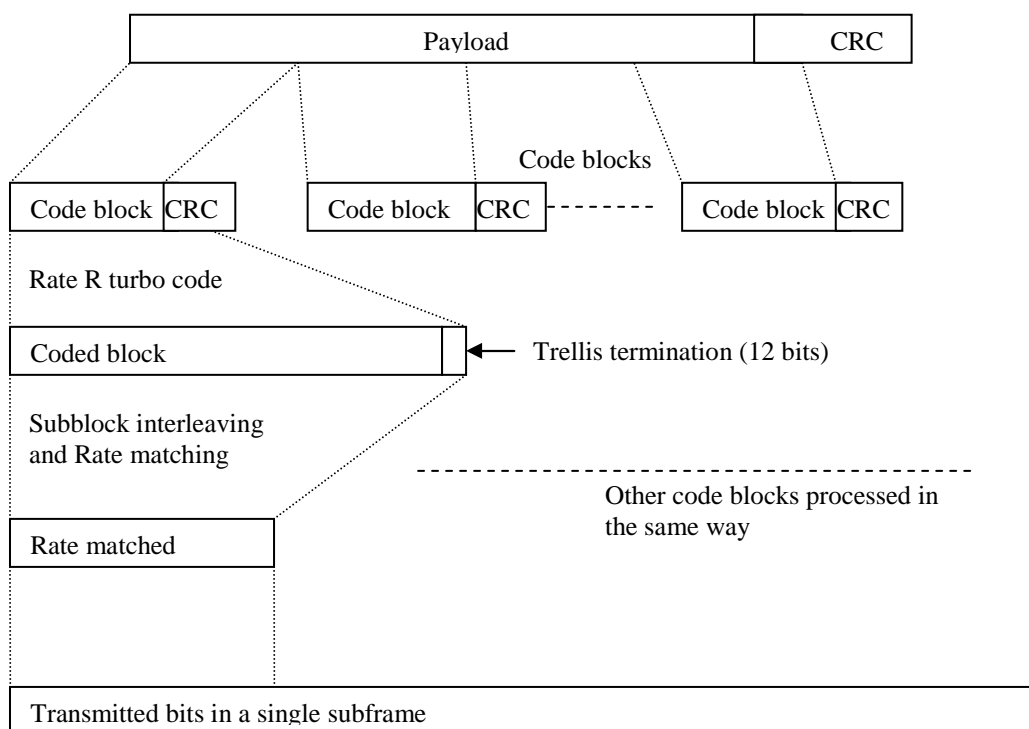 Payload CRC
Code blocks
Code block CRC Code block CRC Code block CRC
Rate R turbo code
Coded block
Trellis termination (12 bits)
Subblock interleaving
and Rate matching
Other code blocks processed in
the same way
Rate matched
Transmitted bits in a single subframe